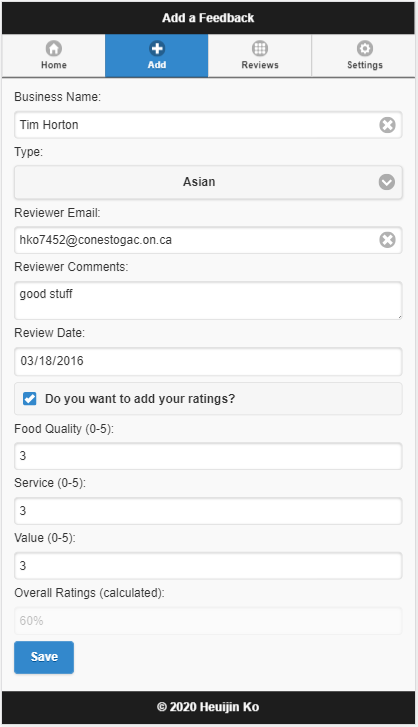 Add a Feedback
Home Add Reviews Settings
Business Name:
Tim Horton
Type:
Asian
Reviewer Email:
hko7452@conestogac.on.ca
Reviewer Comments:
good stuff
Review Date:
03/18/2016
Do you want to add your ratings?
Food Quality (0-5):
3
Service (0-5):
3
Value (0-5):
3
Overall Ratings (calculated):
60%
Save
© 2020 Heuijin Ko